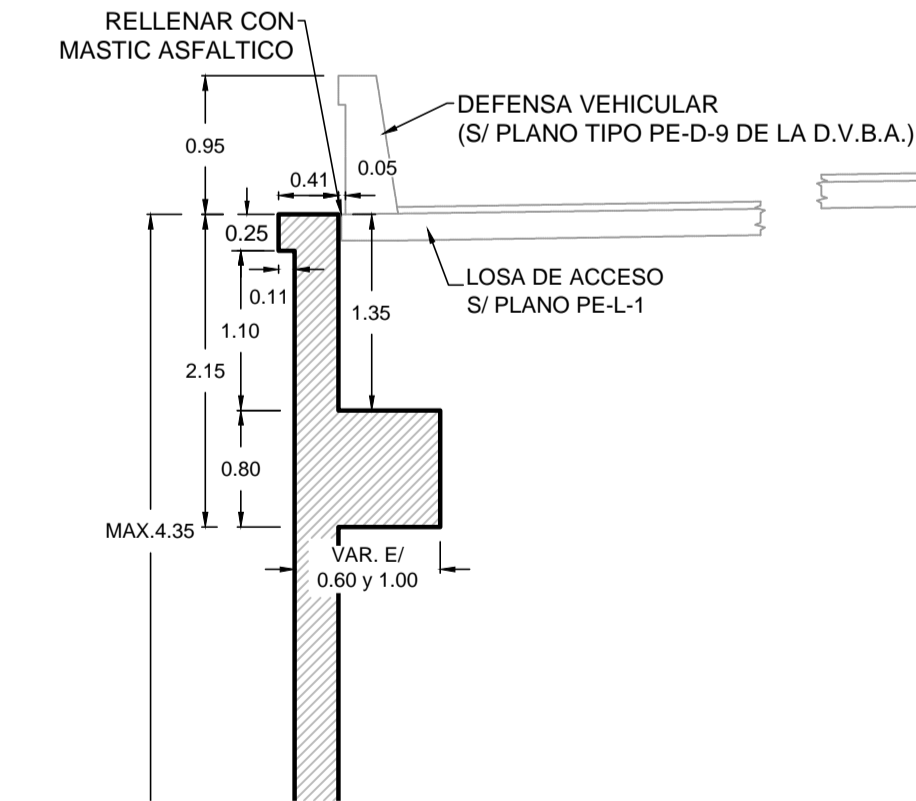 RELLENAR CON
MASTIC ASFALTICO
DEFENSA VEHICULAR
(S/ PLANO TIPO PE-D-9 DE LA D.V.B.A.)
0.95
0.05
0.41
0.25
LOSA DE ACCESO
S/ PLANO PE-L-1
0.11
1.35
1.10
2.15
0.80
MAX.4.35
VAR. E/
0.60 y 1.00